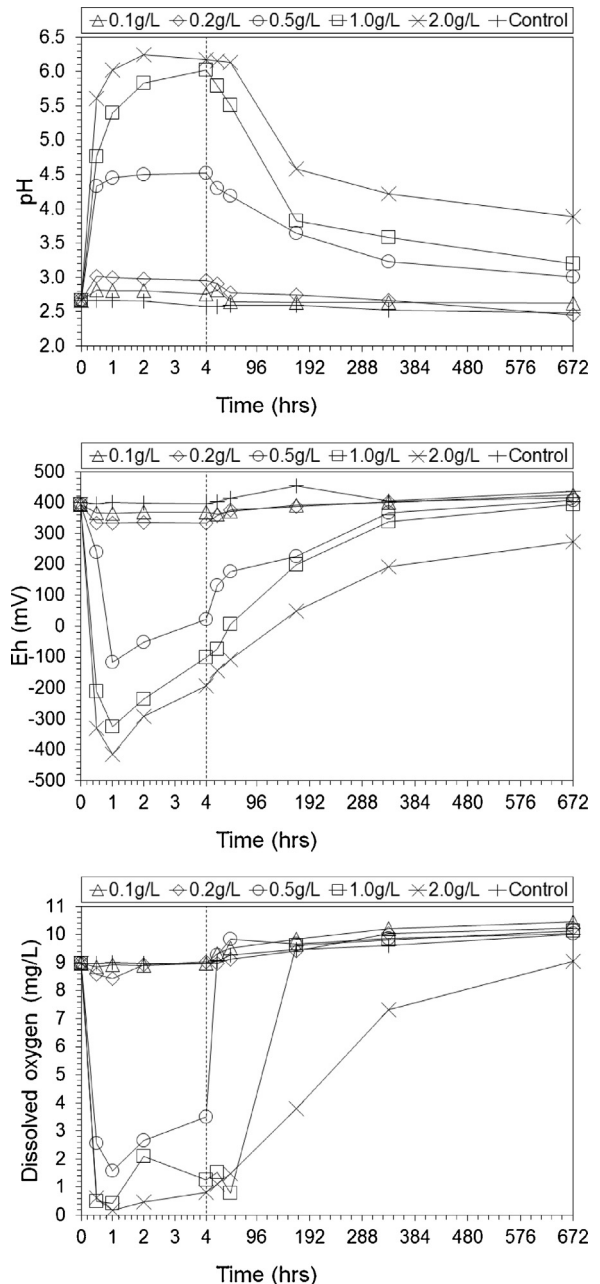 0.1g/L 0.2g/L 0.5g/L 1.0g/L 2.0g/L Control
6.0
5.5
5.0
4.5
4.0
3.5
3.0
2.5
2.0
pH
0 1 2 3 4 96 192 288 384 480 576 672
Time (hrs)
0.1g/L 0.2g/L 0.5g/L 1.0g/L 2.0g/L Control
500
400
300
200
100
0
-100
-200
-300
-400
-500
Eh (mV)
0 1 2 3 4 96 192 288 384 480 576 672
Time (hrs)
0.1g/L 0.2g/L 0.5g/L 1.0g/L 2.0g/L Control
11
10
9
8
7
6
5
4
3
2
1
0
Dissolved oxygen (mg/L)
0 1 2 3 4 96 192 288 384 480 576 672
Time (hrs)